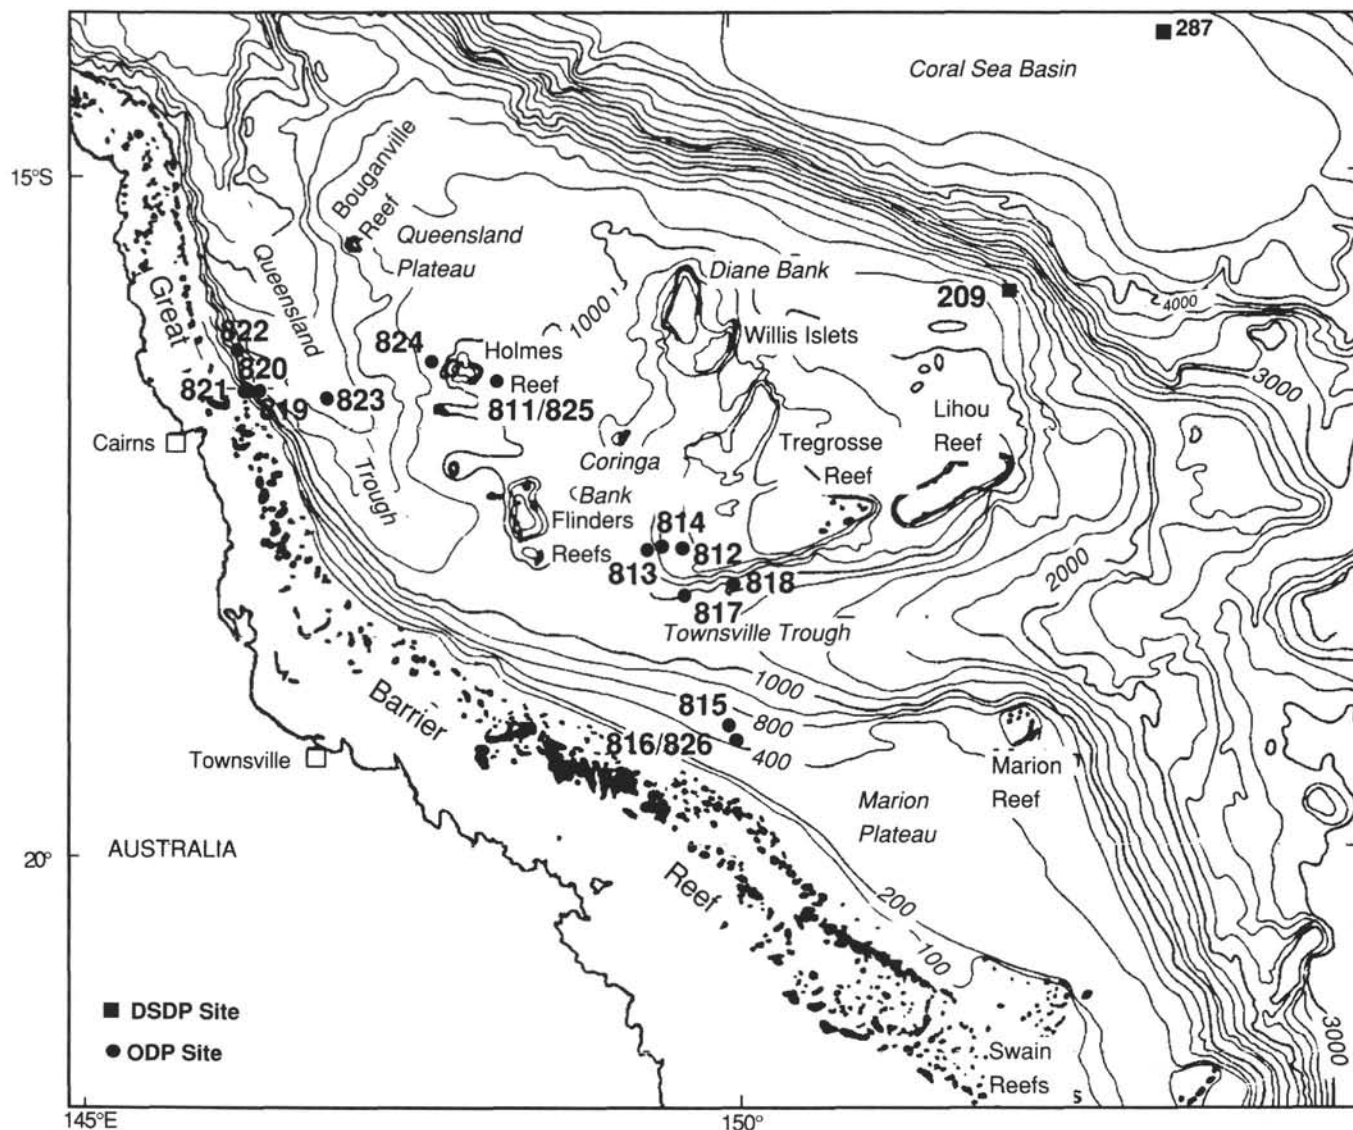 287
Coral Sea Basin
15°S
Bouganville
Reef
Queensland
Plateau
Queensland
Trough
Diane Bank
209
4000
Great
1000
822
820
821
819
823
824
Holmes
Reef
811/825
Willis Islets
3000
Lihou
Reef
Cairns
Coringa
Bank
Tregrosse
Reef
Flinders
Reefs
814
812
813
818
817
2000
Townsville Trough
Barrier
1000
815
800
816/826
400
Townsville
Marion
Reef
Marion
Plateau
20°
AUSTRALIA
Reef
200
100
3000
DSDP Site
ODP Site
Swain
Reefs
s
145°E
150°